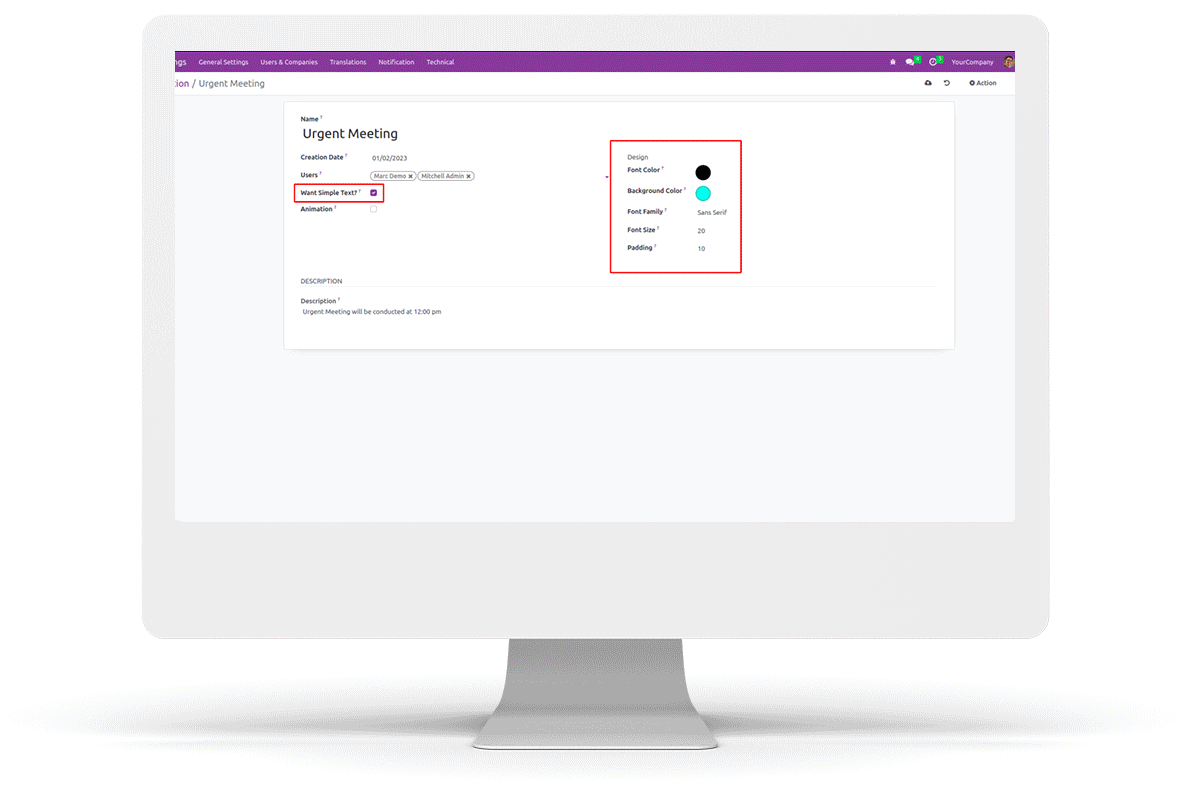 ngs General Settings Users & Companies Translations Notification Technical 4 3 YourCompany
tion / Urgent Meeting Action
Name ?
Urgent Meeting
Creation Date ? 01/02/2023
Users ? Marc Demo × Mitchell Admin ×
Want Simple Text? ?
Animation ?
Design
Font Color ?
Background Color ?
Font Family ? Sans Serif
Font Size ? 20
Padding ? 10
DESCRIPTION
Description ?
Urgent Meeting will be conducted at 12:00 pm